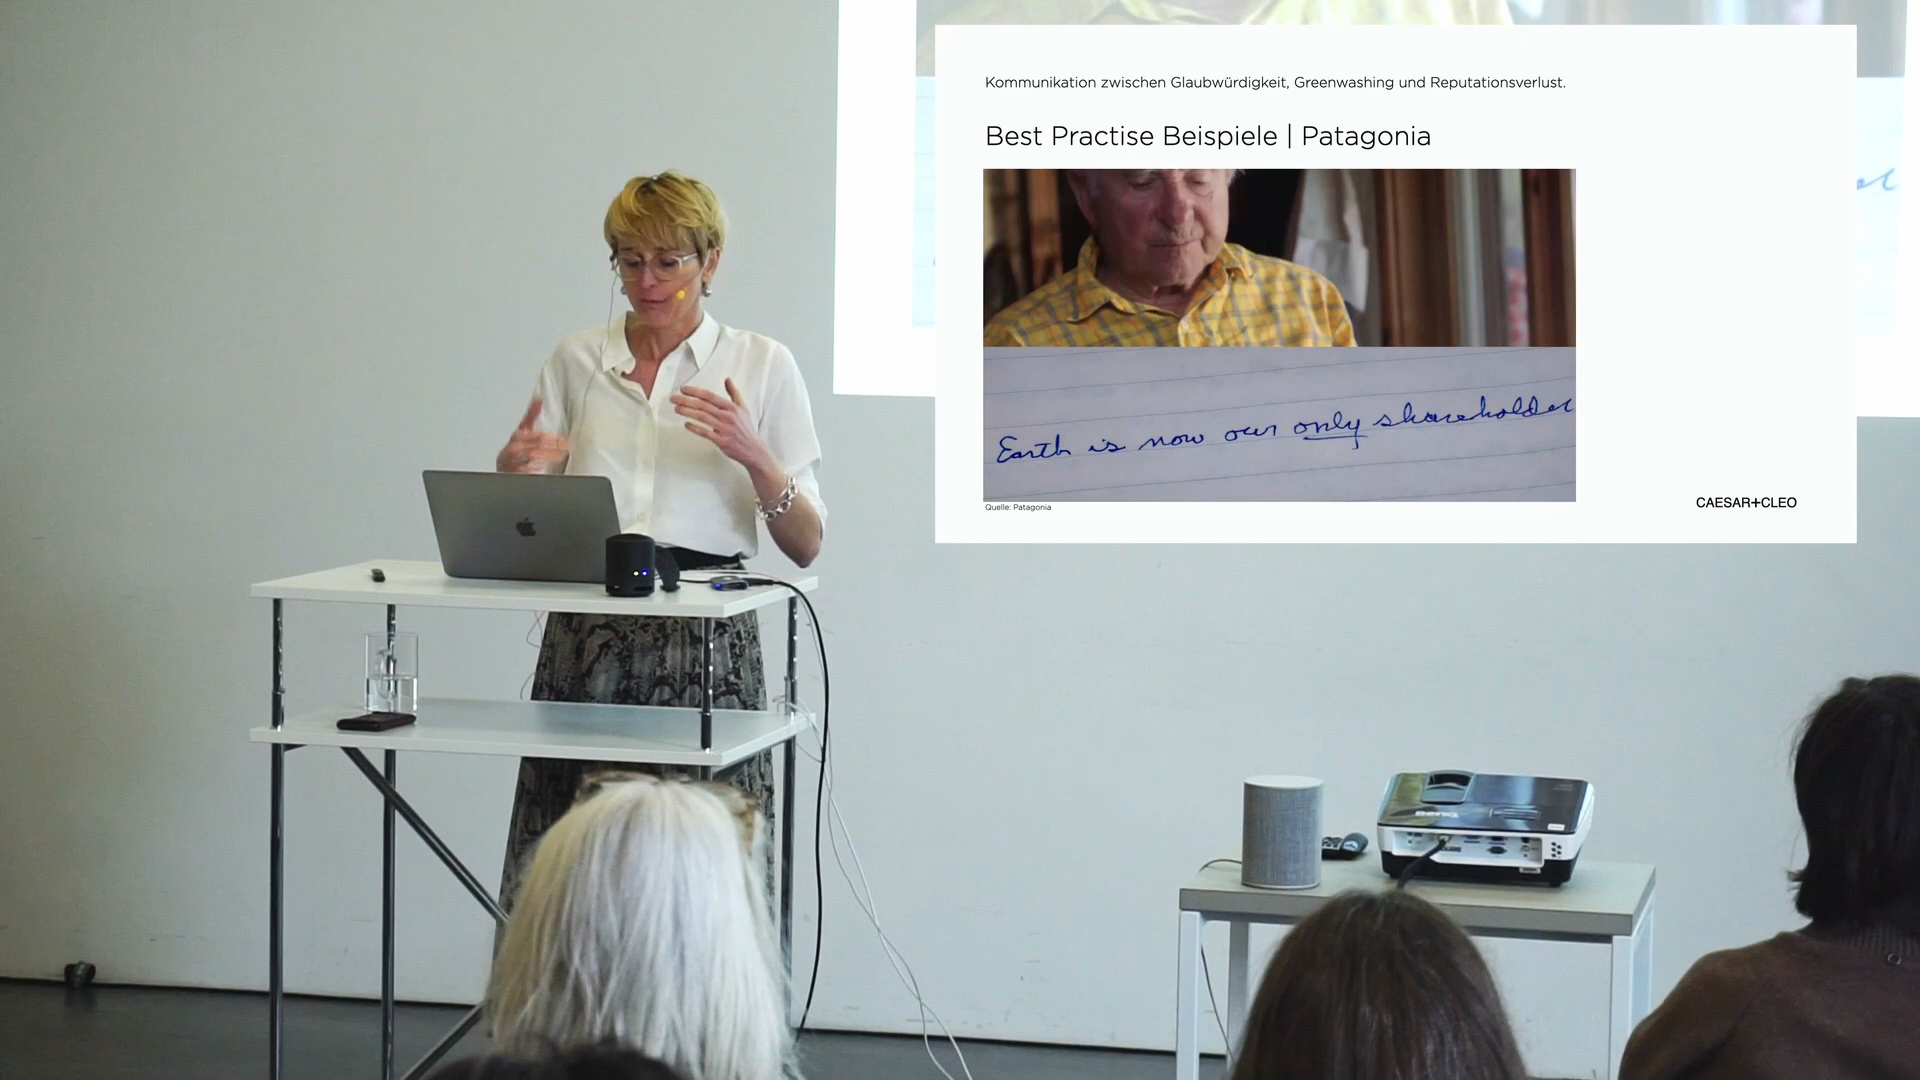 Kommunikation zwischen Glaubwürdigkeit, Greenwashing und Reputationsverlust.
Best Practise Beispiele | Patagonia
Earth is now our only shareholder
Quelle: Patagonia
CAESAR+CLEO
BenQ